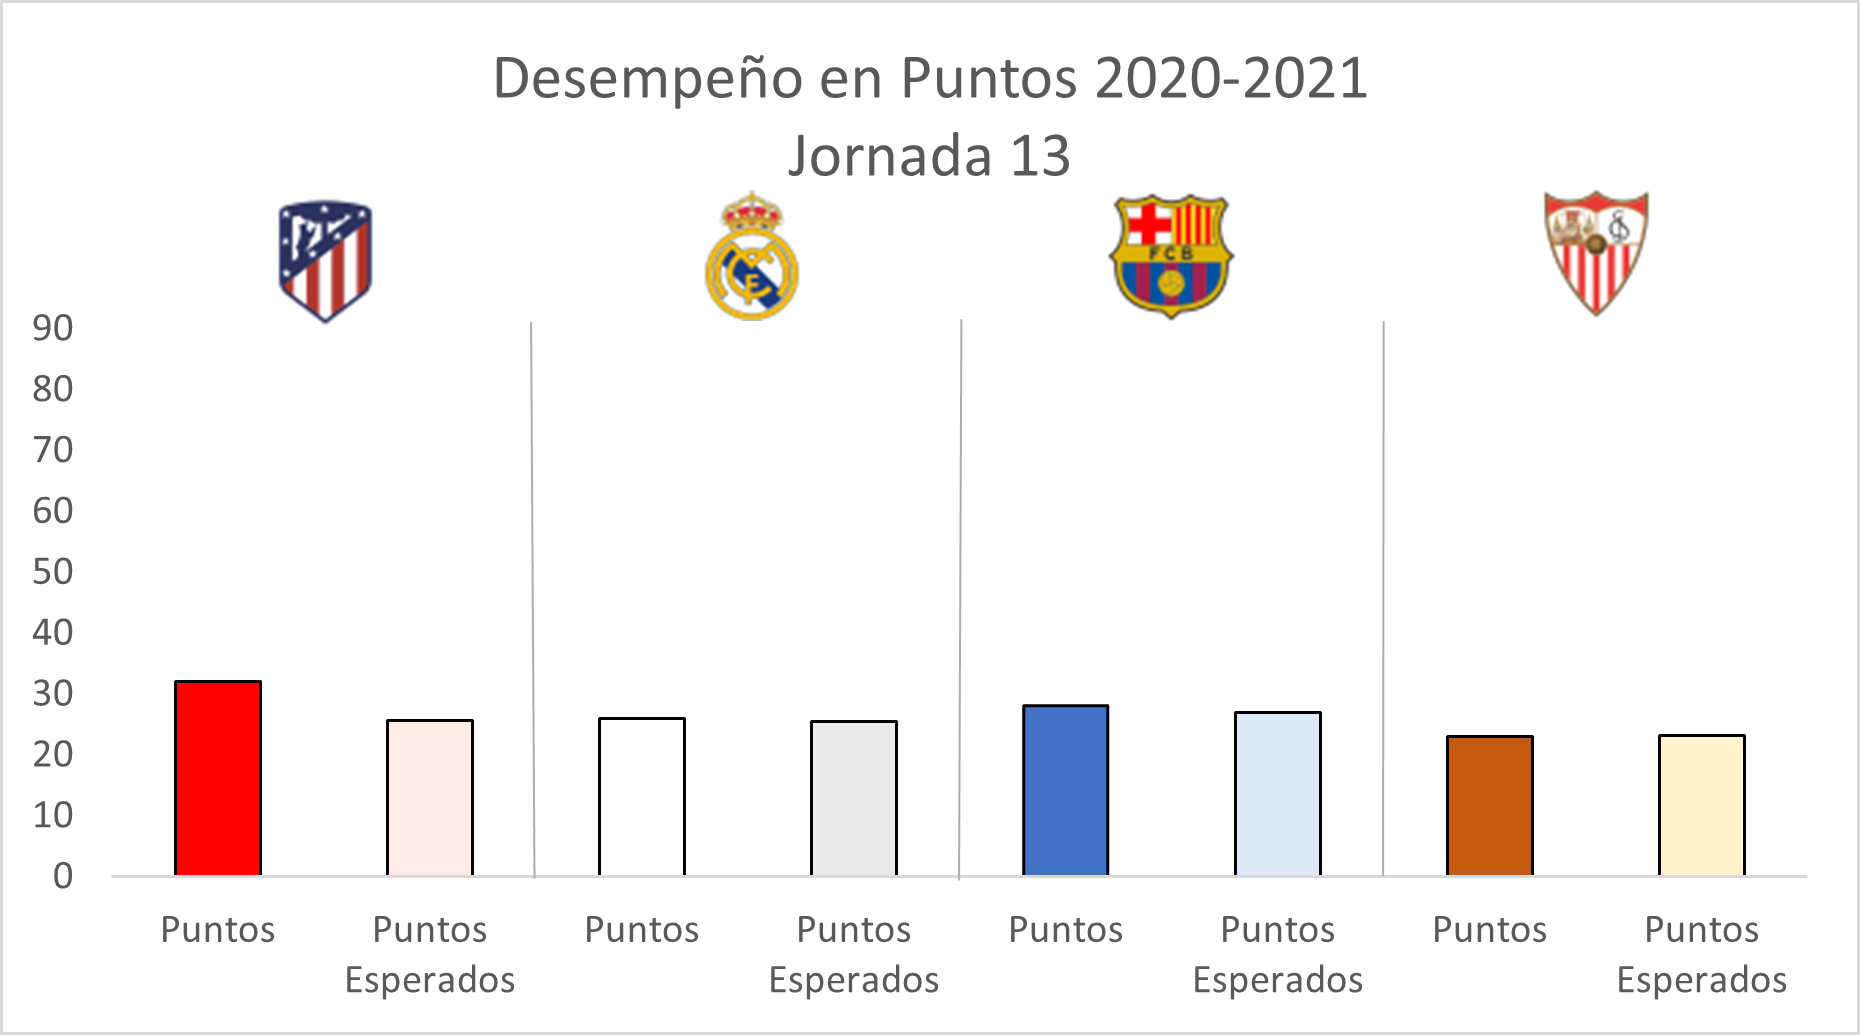 Desempeño en Puntos 2020-2021
Jornada 13
FCB
90
80
70
60
50
40
30
20
10
0
Puntos Puntos Puntos Puntos Puntos Puntos Puntos Puntos
Esperados Esperados Esperados Esperados